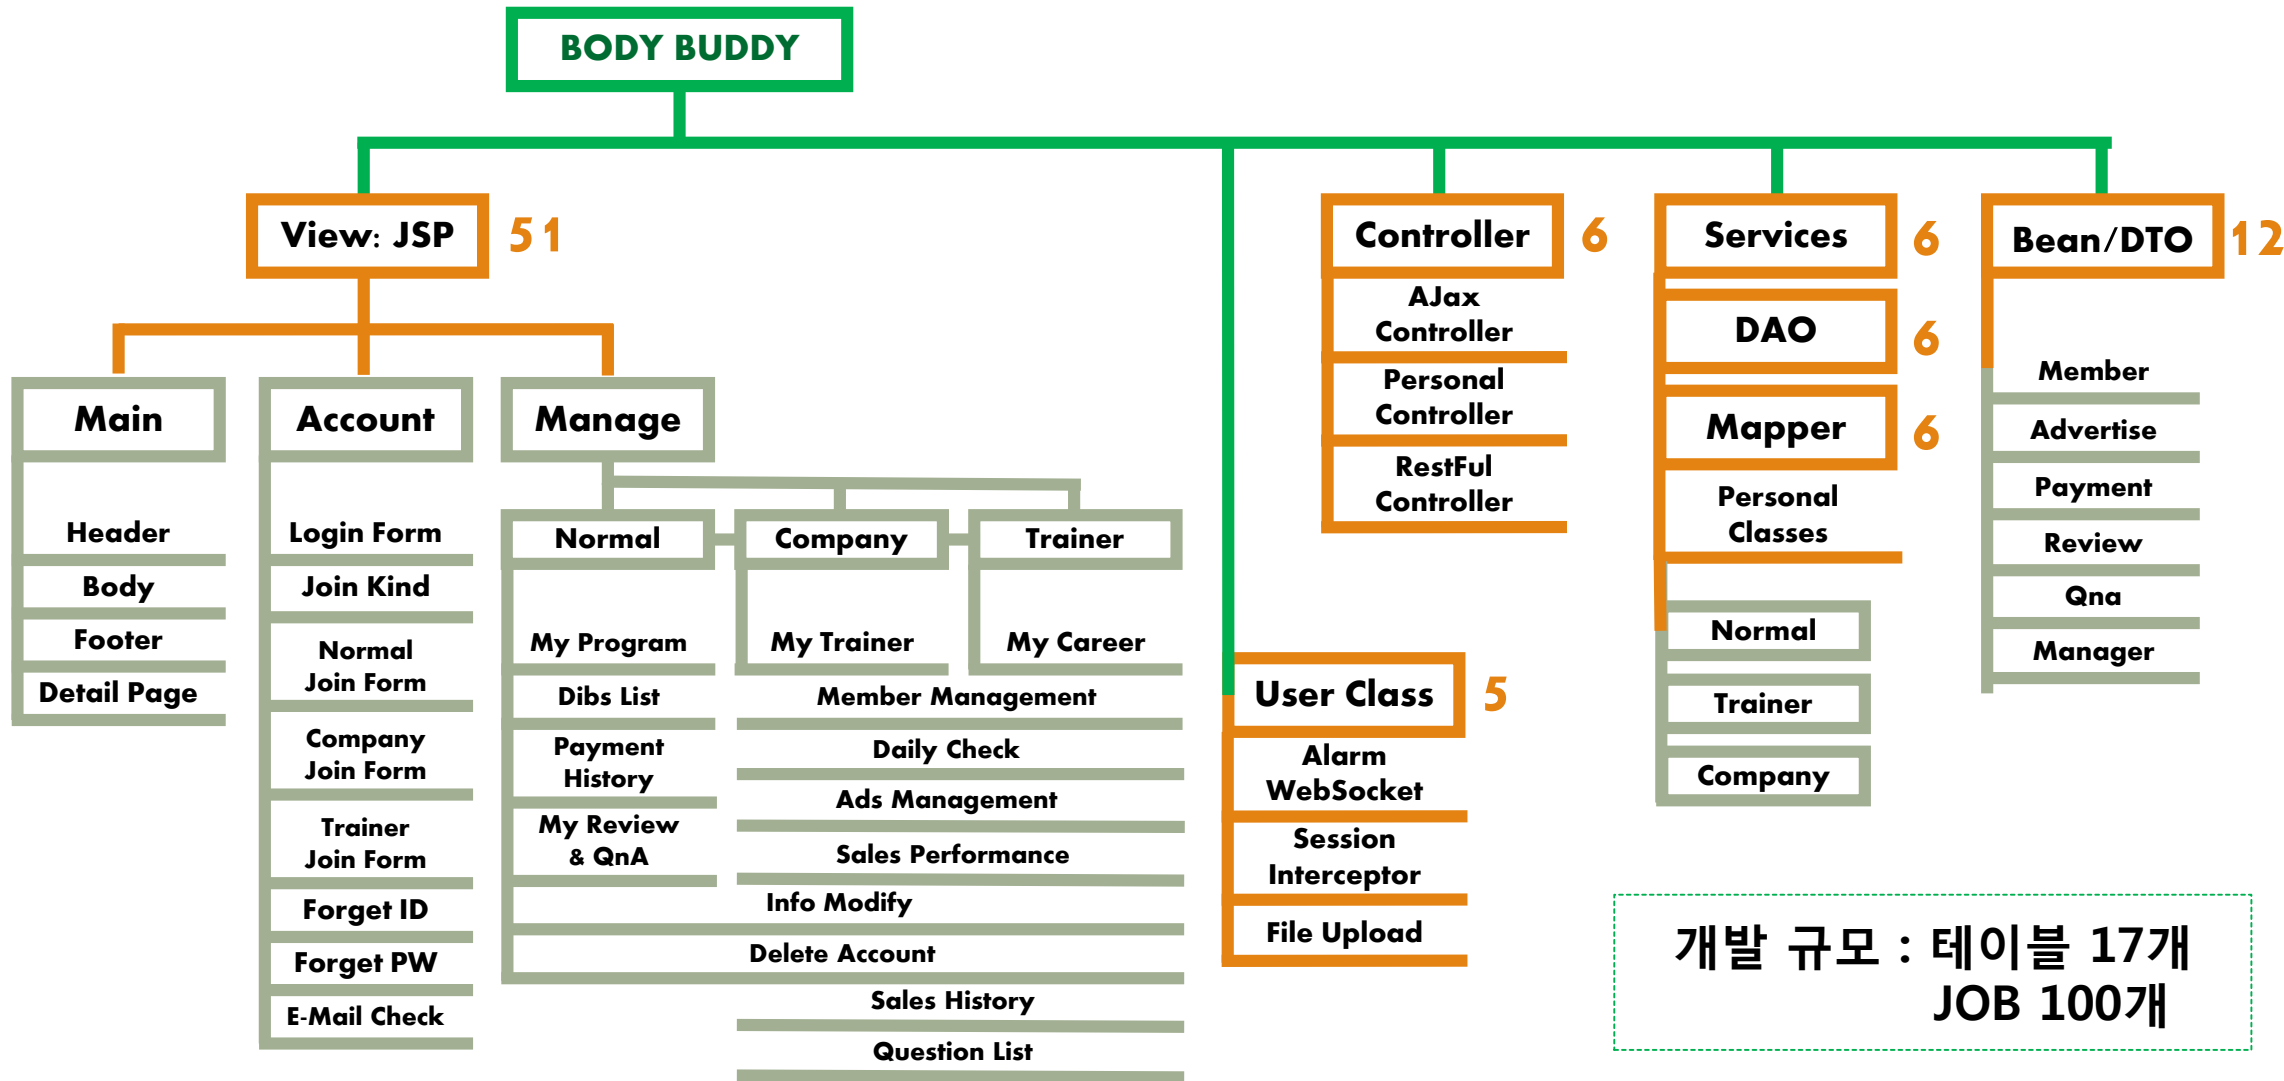 BODY BUDDY
View: JSP 51
Main
Header
Body
Footer
Detail Page
Account
Login Form
Join Kind
Normal
Join Form
Company
Join Form
Trainer
Join Form
Forget ID
Forget PW
E-Mail Check
Manage
Normal
My Program
Dibs List
Payment
History
My Review
& QnA
Company
My Trainer
Trainer
My Career
Member Management
Daily Check
Ads Management
Sales Performance
Info Modify
Delete Account
Sales History
Question List
User Class 5
Alarm
WebSocket
Session
Interceptor
File Upload
Controller 6
AJax
Controller
Personal
Controller
RestFul
Controller
Services 6
DAO 6
Mapper 6
Personal
Classes
Normal
Trainer
Company
Bean/DTO 12
Member
Advertise
Payment
Review
Qna
Manager
개발 규모 : 테이블 17개
JOB 100개